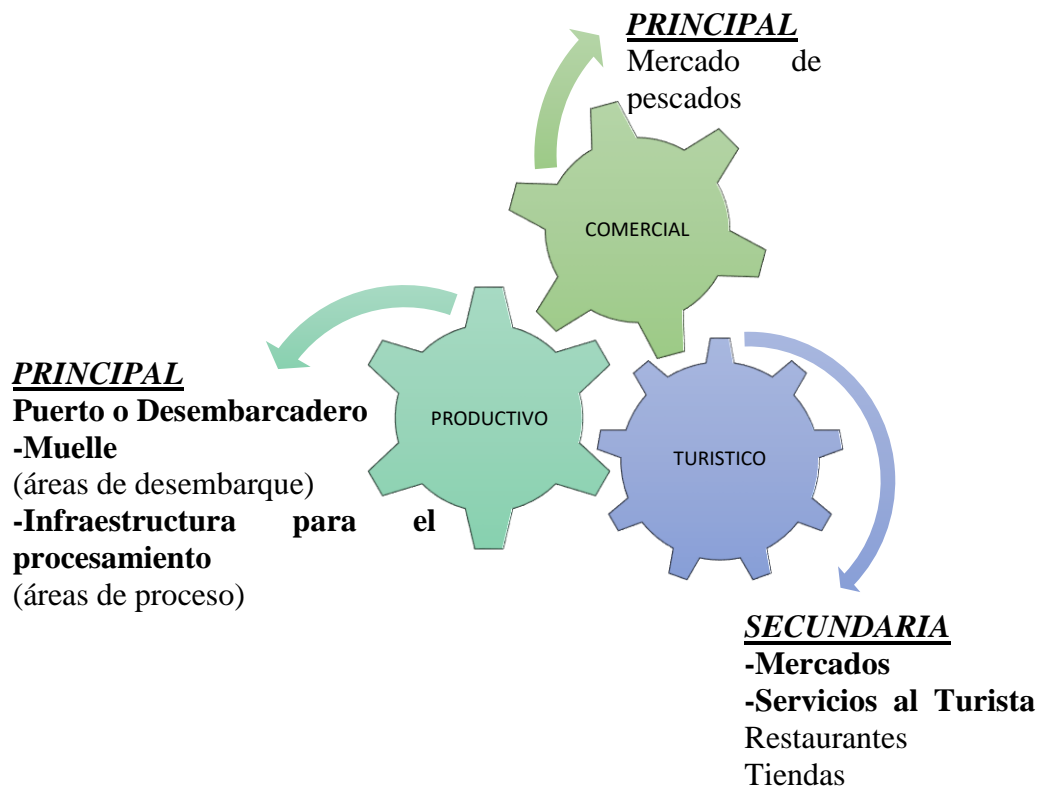 PRINCIPAL
Mercado de
pescados
COMERCIAL
PRINCIPAL
Puerto o Desembarcadero
-Muelle
(áreas de desembarque)
-Infraestructura para el
procesamiento
(áreas de proceso)
PRODUCTIVO
TURISTICO
SECUNDARIA
-Mercados
-Servicios al Turista
Restaurantes
Tiendas